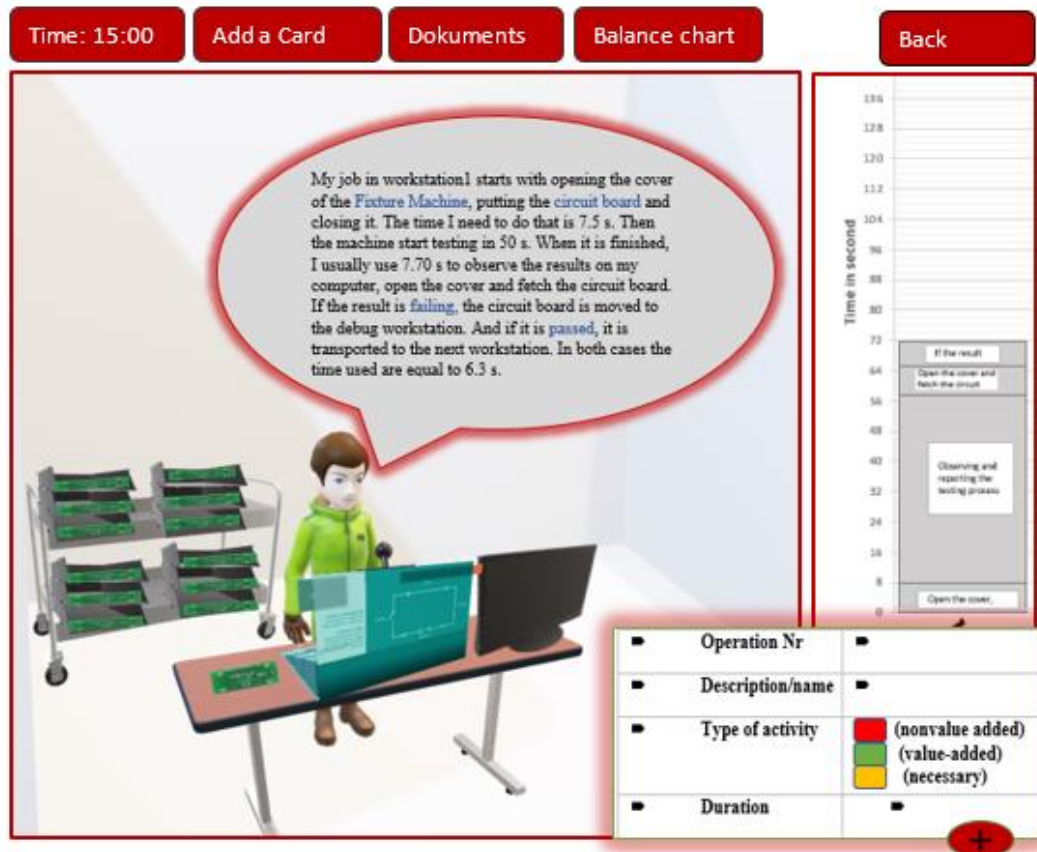 Time: 15:00
Add a Card
Dokuments
Balance chart
Back
My job in workstation1 starts with opening the cover
of the Fixture Machine, putting the circuit board and
closing it. The time I need to do that is 7.5 s. Then
the machine start testing in 50 s. When it is finished,
I usually use 7.70 s to observe the results on my
computer, open the cover and fetch the circuit board.
If the result is failing, the circuit board is moved to
the debug workstation. And if it is passed, it is
transported to the next workstation. In both cases the
time used are equal to 6.3 s.
136
128
120
112
104
96
88
80
72
64
56
48
40
32
24
16
8
0
Time in second
If the result
Open the cover and
fetch the circuit
Observing and
reporting the
testing process
Open the cover,
Operation Nr
Description/name
Type of activity
(nonvalue added)
(value-added)
(necessary)
Duration
+